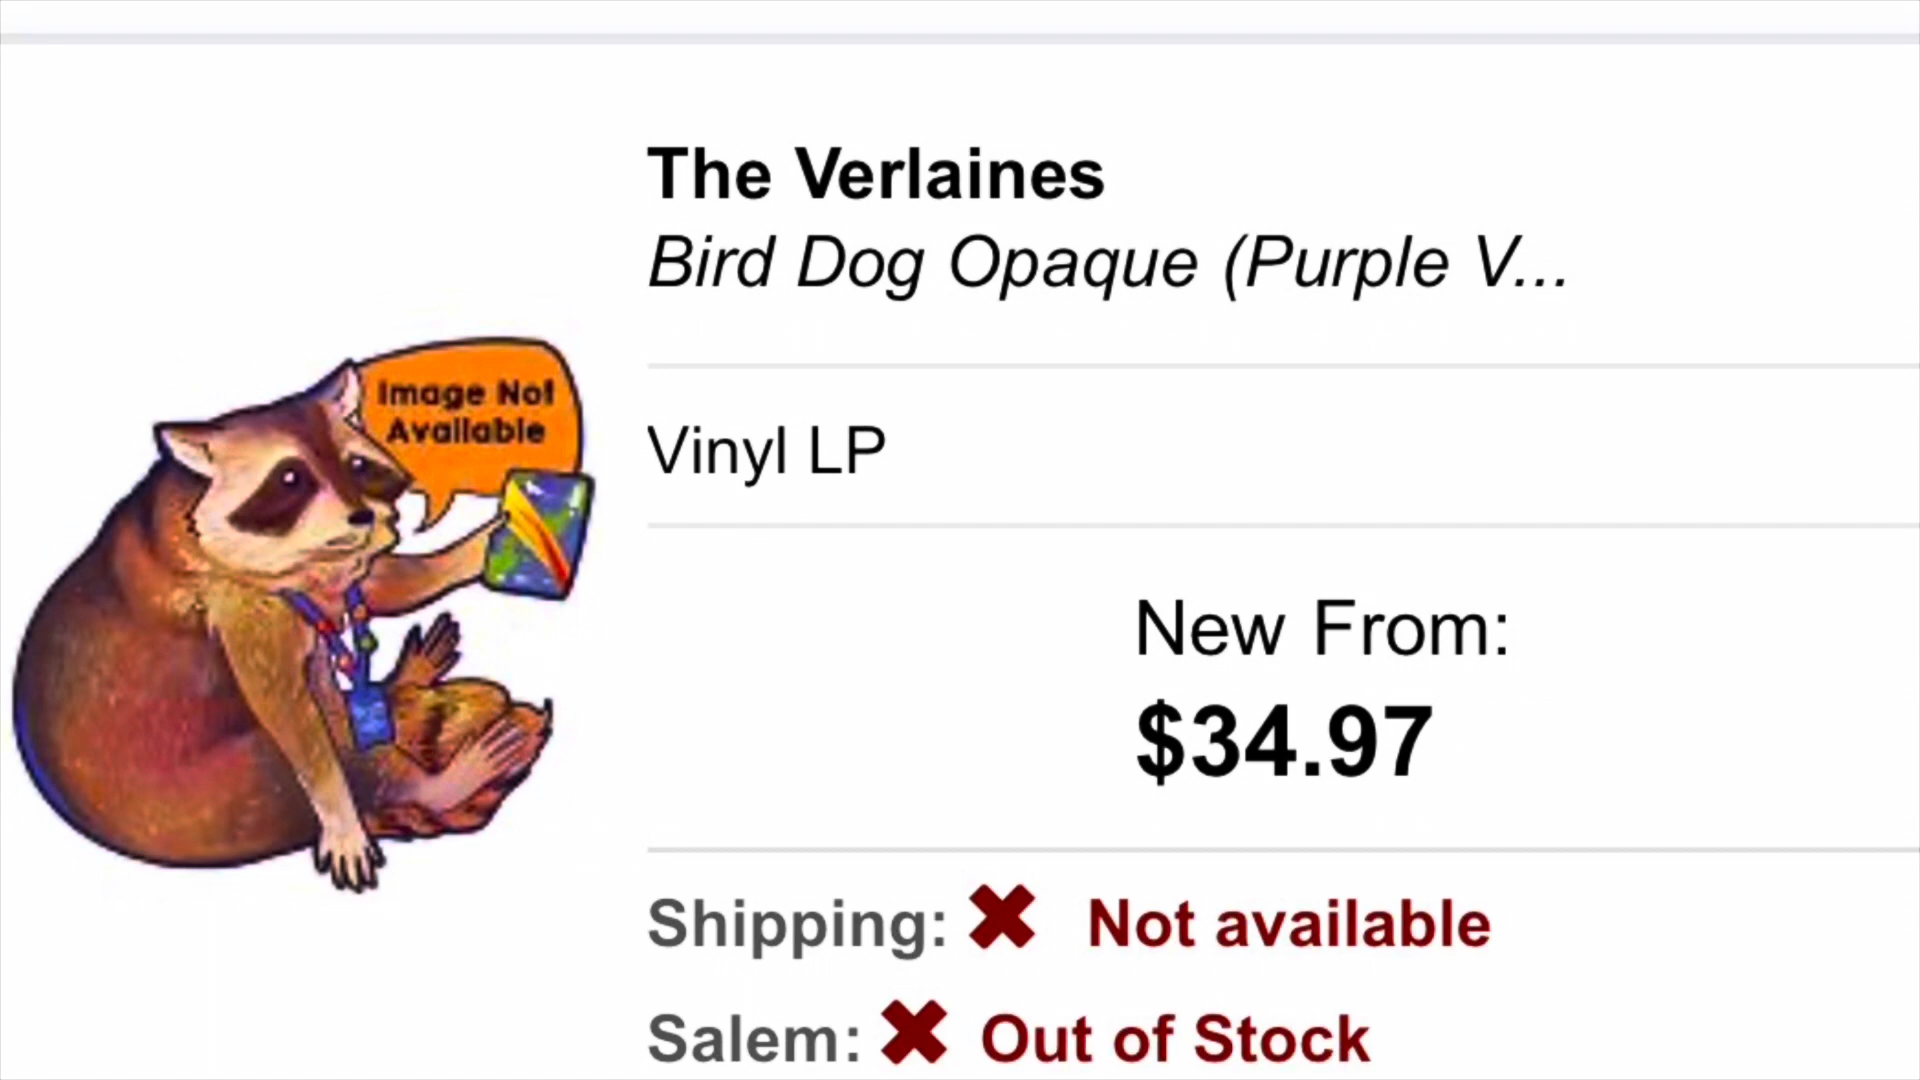 The Verlaines
Bird Dog Opaque (Purple V...
Image Not
Available
Vinyl LP
New From:
$34.97
Shipping: ✖ Not available
Salem: ✖ Out of Stock